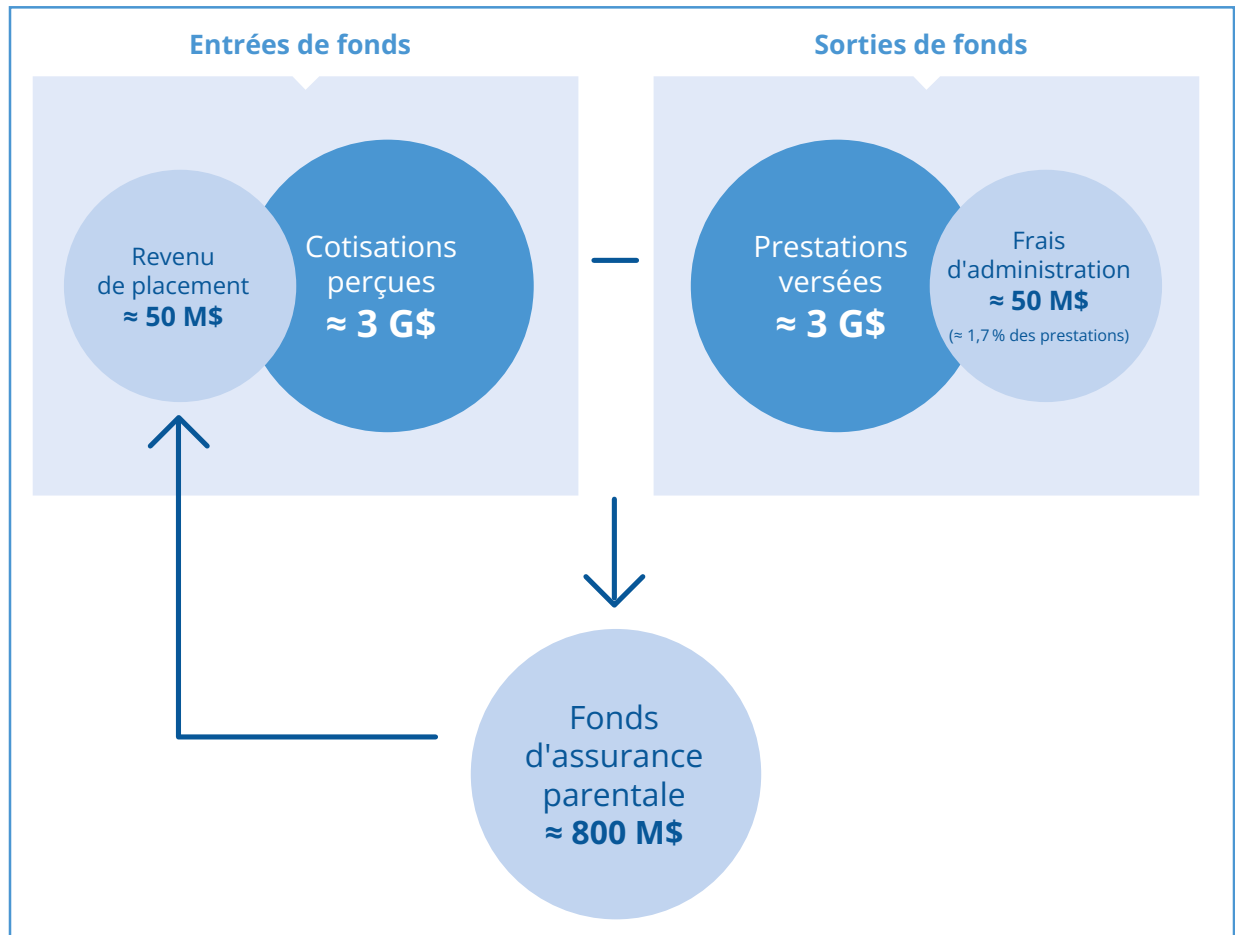 Entrées de fonds
Revenu
de placement
≈ 50 M$
Cotisations
perçues
≈ 3 G$
Sorties de fonds
Prestations
versées
≈ 3 G$
Frais
d'administration
≈ 50 M$
(≈ 1,7 % des prestations)
Fonds
d'assurance
parentale
≈ 800 M$